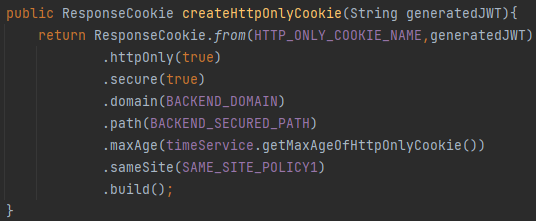 public ResponseCookie createHttpOnlyCookie(String generatedJWT){
return ResponseCookie.from(HTTP_ONLY_COOKIE_NAME,generatedJWT)
.httpOnly(true)
.secure(true)
.domain(BACKEND_DOMAIN)
.path(BACKEND_SECURED_PATH)
.maxAge(timeService.getMaxAgeOfHttpOnlyCookie())
.sameSite(SAME_SITE_POLICY1)
.build();
}